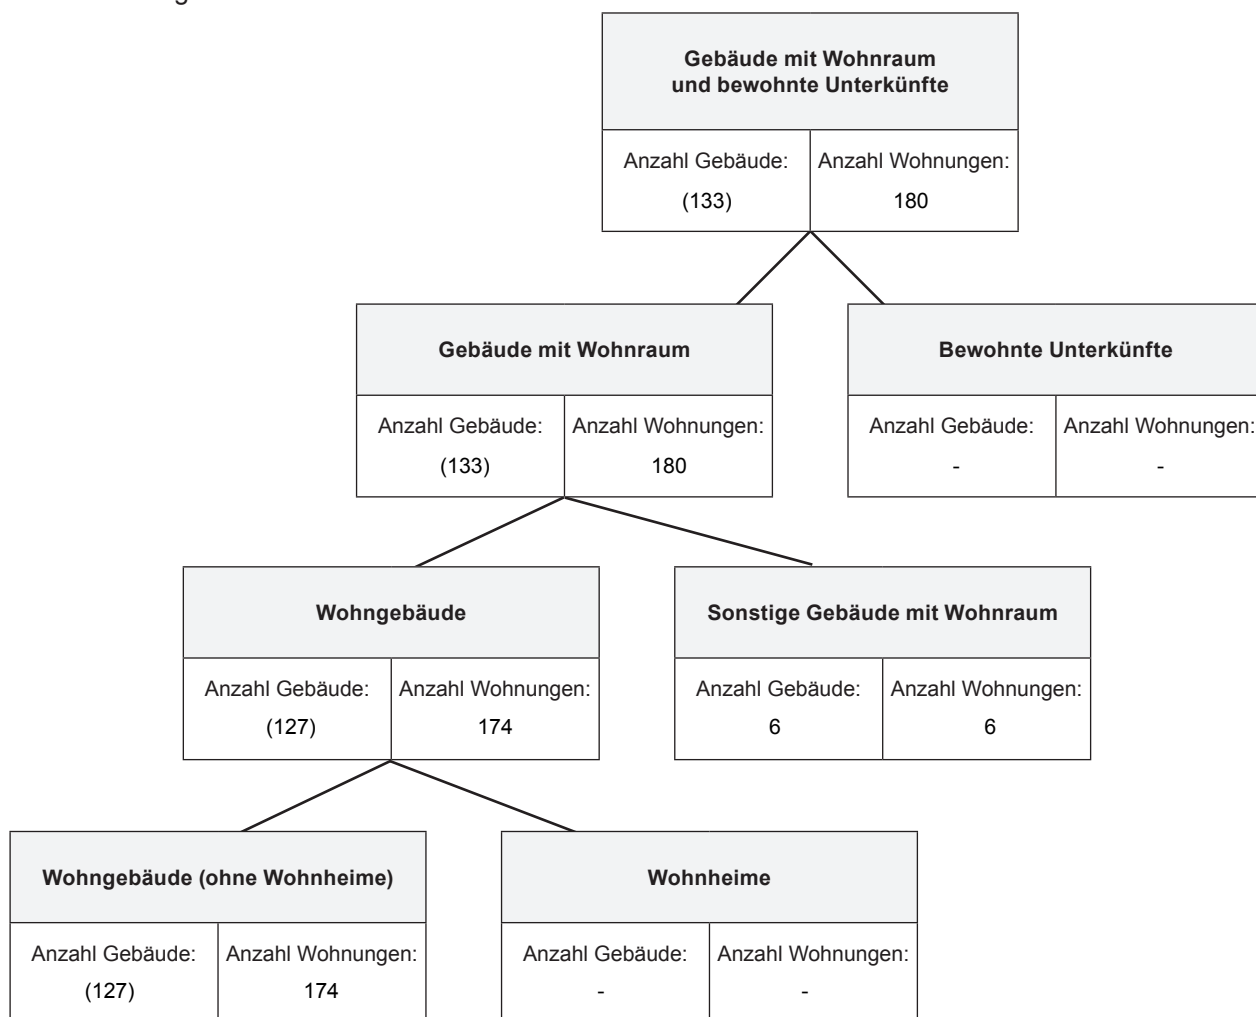 Gebäude mit Wohnraum
und bewohnte Unterkünfte
Anzahl Gebäude: Anzahl Wohnungen:
(133) 180
Gebäude mit Wohnraum Bewohnte Unterkünfte
Anzahl Gebäude: Anzahl Wohnungen: Anzahl Gebäude: Anzahl Wohnungen:
(133) 180 - -
Wohngebäude Sonstige Gebäude mit Wohnraum
Anzahl Gebäude: Anzahl Wohnungen: Anzahl Gebäude: Anzahl Wohnungen:
(127) 174 6 6
Wohngebäude (ohne Wohnheime) Wohnheime
Anzahl Gebäude: Anzahl Wohnungen: Anzahl Gebäude: Anzahl Wohnungen:
(127) 174 - -